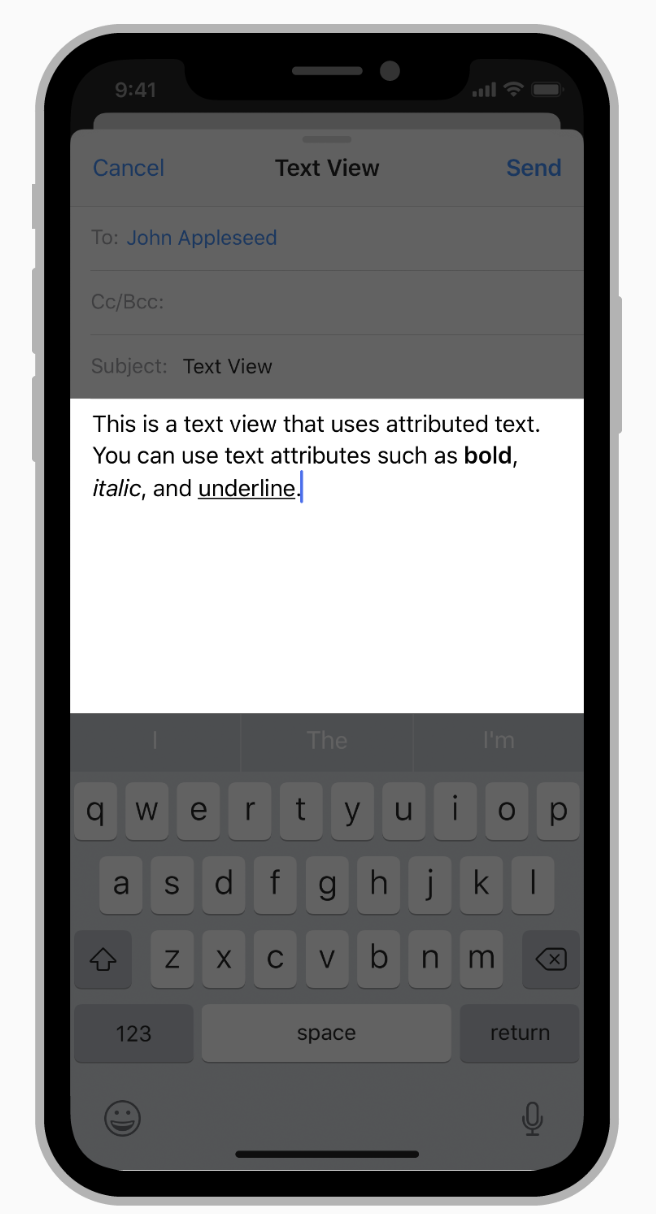 9:41
Cancel Text View Send
To: John Appleseed
Cc/Bcc:
Subject: Text View
This is a text view that uses attributed text.
You can use text attributes such as bold,
italic, and underline.
I The I'm
q w e r t y u i o p
a s d f g h j k l
z x c v b n m
123 space return